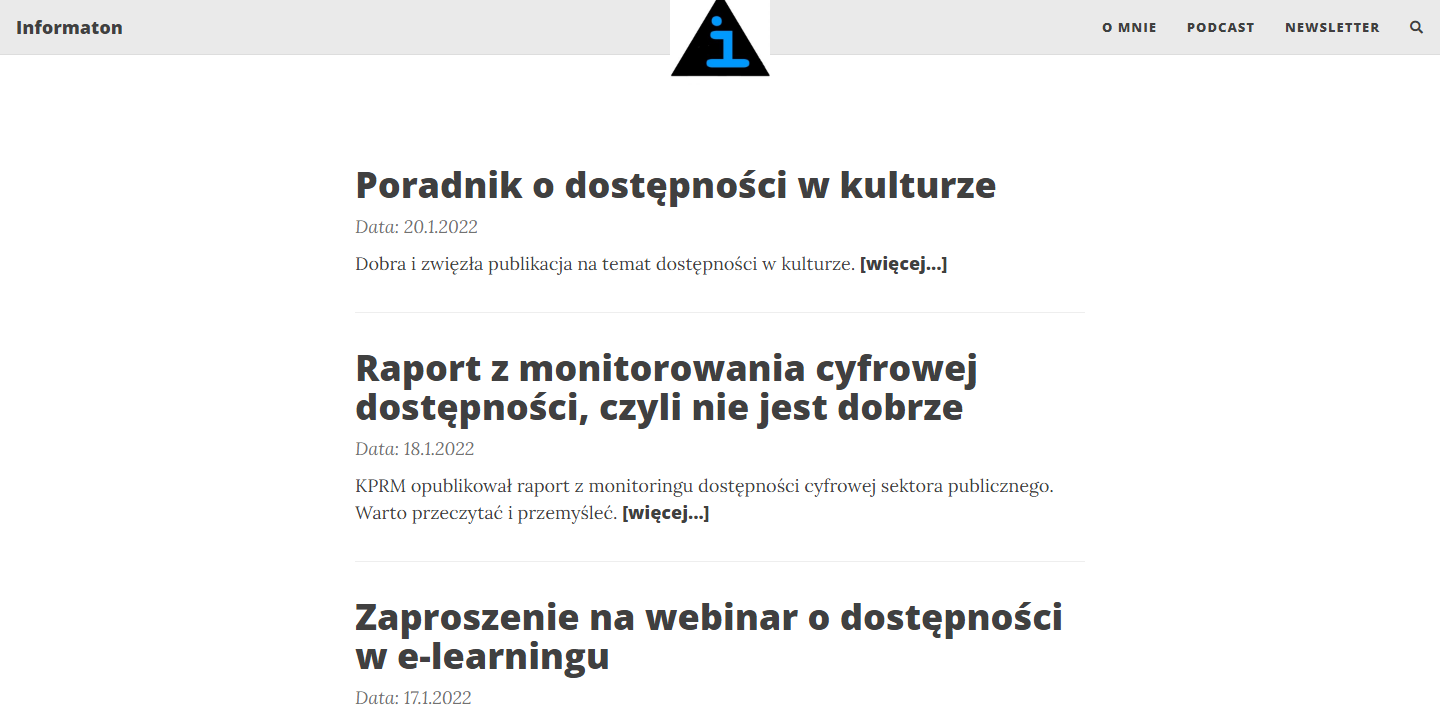 Informaton
i
O MNIE
PODCAST
NEWSLETTER
Poradnik o dostępności w kulturze
Data: 20.1.2022
Dobra i zwięzła publikacja na temat dostępności w kulturze. [więcej...]
Raport z monitorowania cyfrowej
dostępności, czyli nie jest dobrze
Data: 18.1.2022
KPRM opublikował raport z monitoringu dostępności cyfrowej sektora publicznego.
Warto przeczytać i przemyśleć. [więcej...]
Zaproszenie na webinar o dostępności
w e-learningu
Data: 17.1.2022